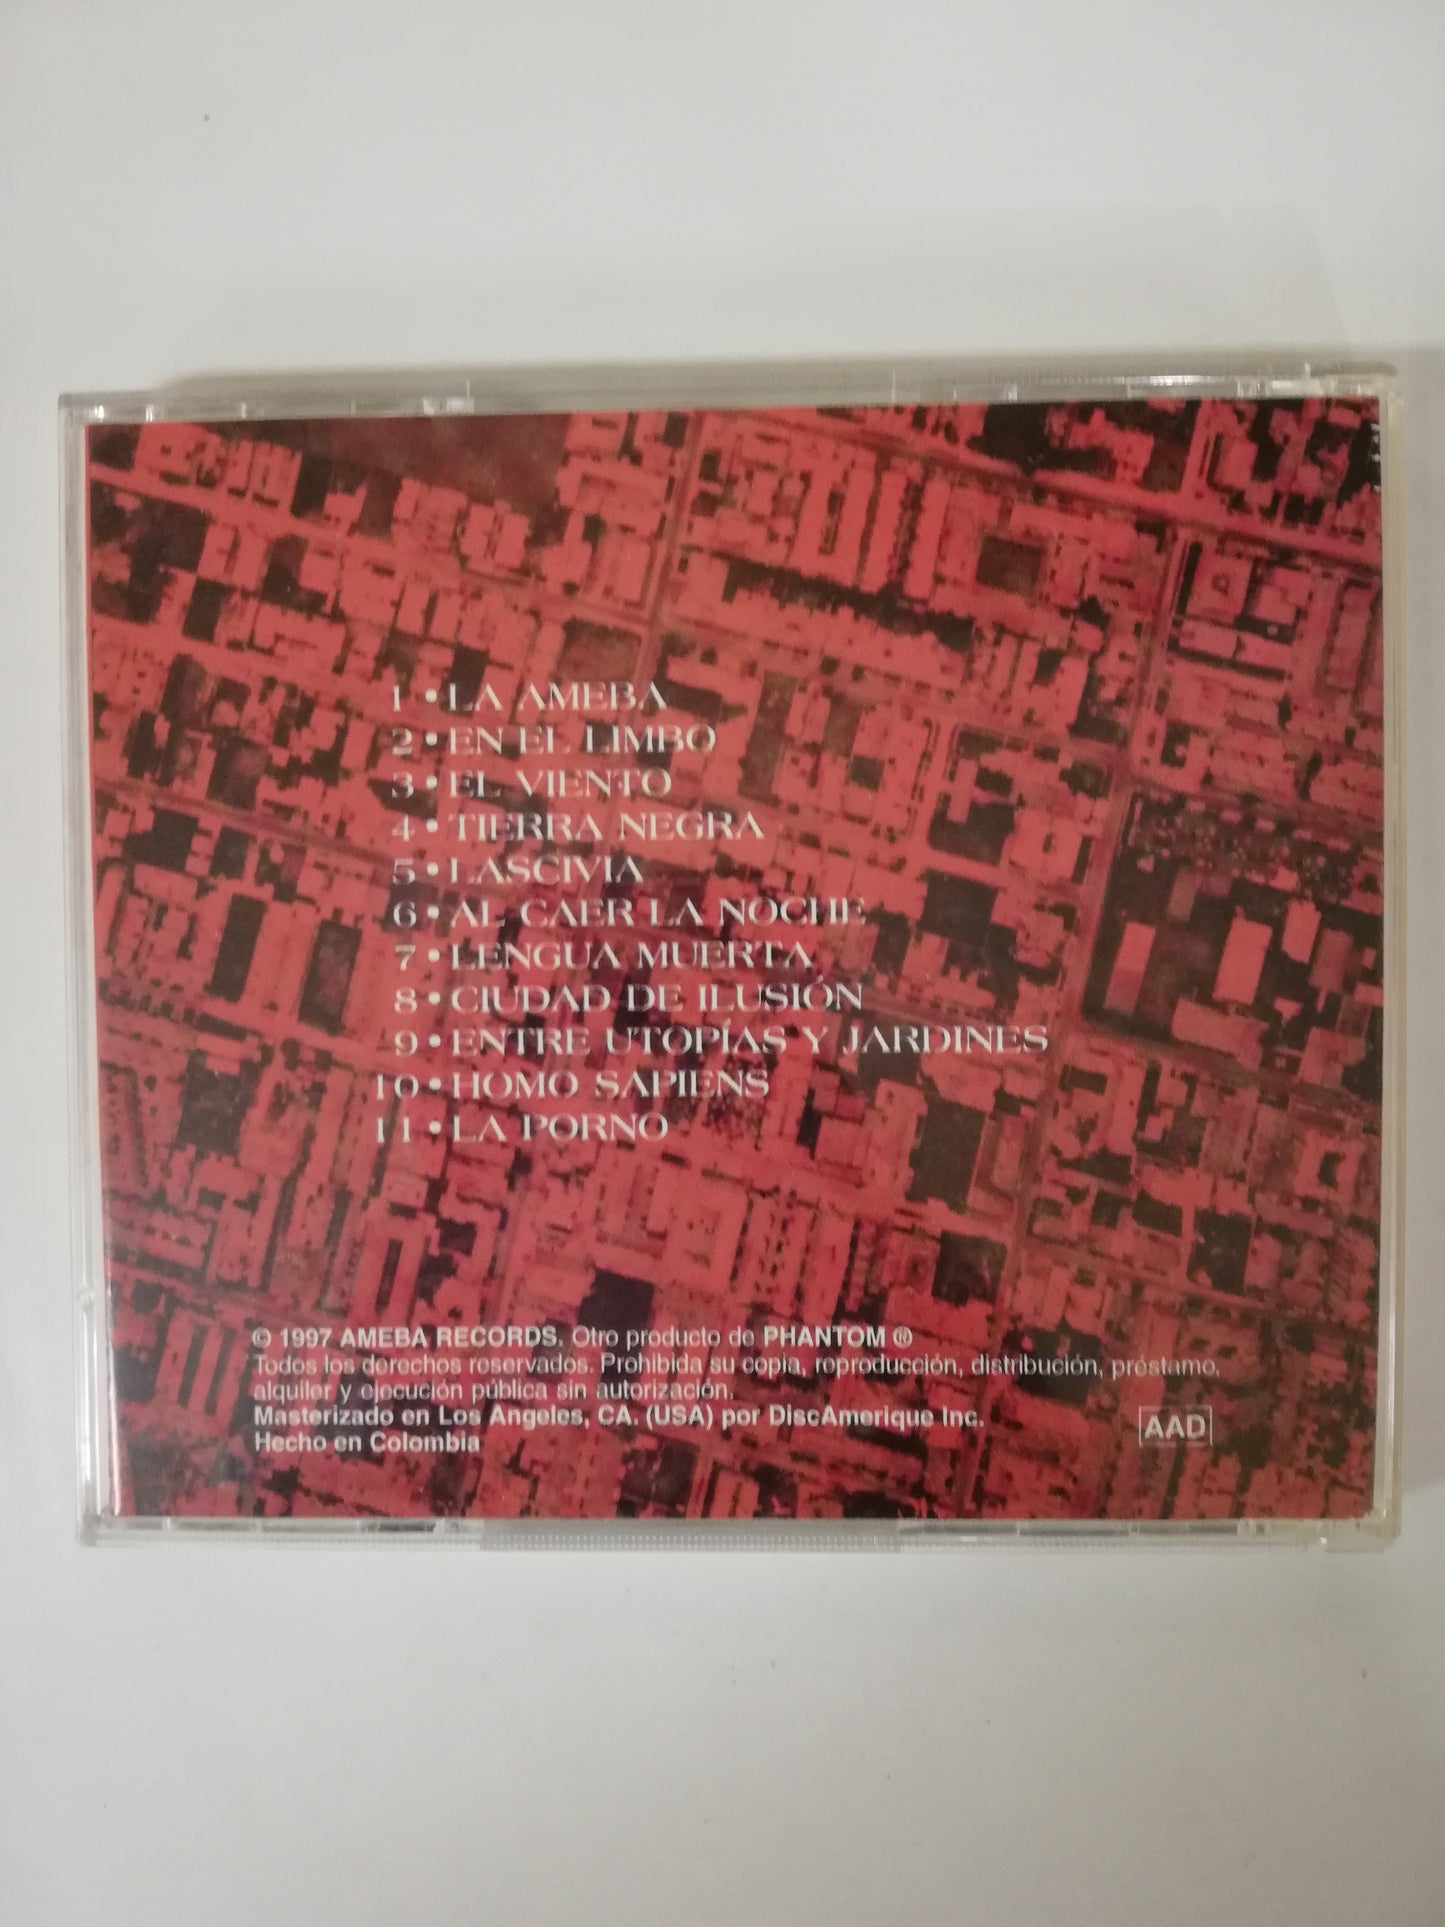 1 • LA AMEBA
2 • EN EL LIMBO
3 • EL VIENTO
4 • TIERRA NEGRA
5 • LASCIVIA
6 • AL CAER LA NOCHE
7 • LENGUA MUERTA
8 • CIUDAD DE ILUSIÓN
9 • ENTRE UTOPÍAS Y JARDINES
10 • HOMO SAPIENS
11 • LA PORNO
© 1997 AMEBA RECORDS. Otro producto de PHANTOM ®
Todos los derechos reservados. Prohibida su copia, reproducción, distribución, préstamo,
alquiler y ejecución pública sin autorización.
Masterizado en Los Angeles, CA. (USA) por DiscAmerique Inc.
Hecho en Colombia
AAD